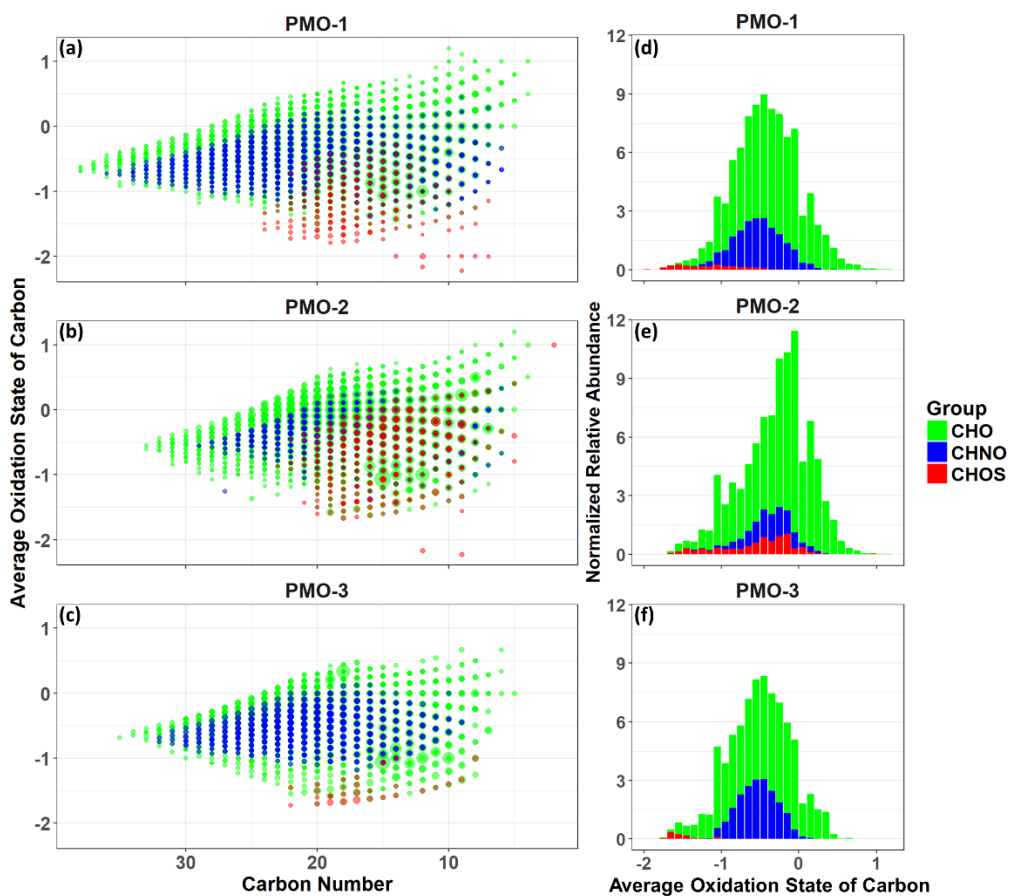 PMO-1
(a)
1
0
-1
-2
PMO-2
(b)
1
0
-1
-2
PMO-3
(c)
1
0
-1
-2
30
20
10
Average Oxidation State of Carbon
Carbon Number
PMO-1
(d)
12
9
6
3
0
PMO-2
(e)
12
9
6
3
0
PMO-3
(f)
12
9
6
3
0
-2
-1
0
1
Normalized Relative Abundance
Average Oxidation State of Carbon
Group
CHO
CHNO
CHOS